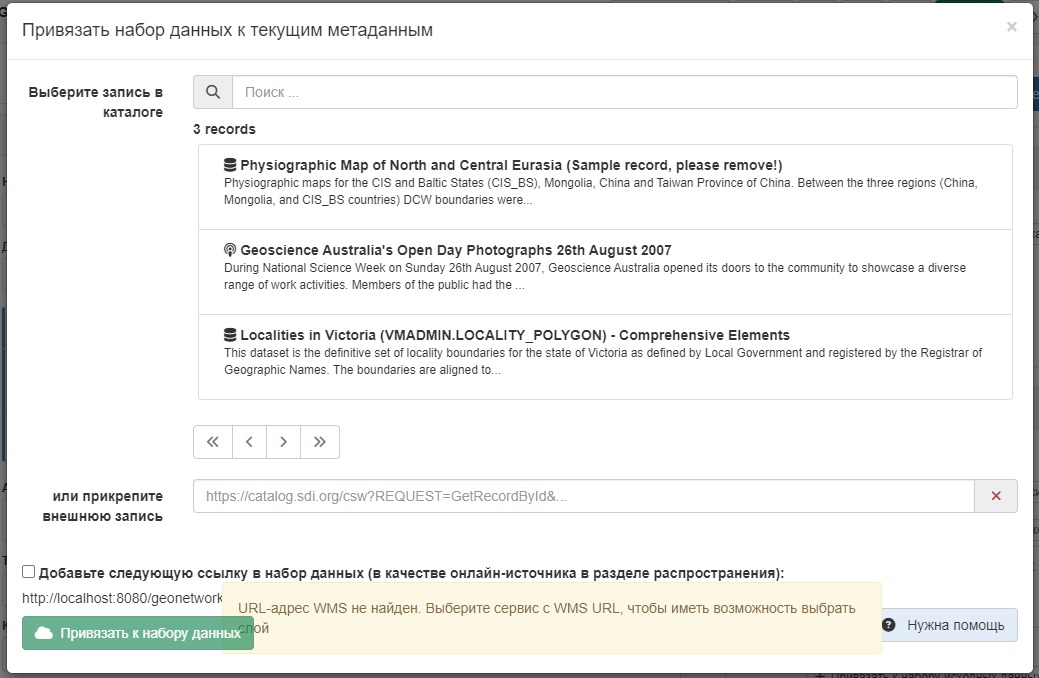 Привязать набор данных к текущим метаданным
×
Выберите запись в
каталоге
Поиск ...
3 records
Physiographic Map of North and Central Eurasia (Sample record, please remove!)
Physiographic maps for the CIS and Baltic States (CIS_BS), Mongolia, China and Taiwan Province of China. Between the three regions (China,
Mongolia, and CIS_BS countries) DCW boundaries were...
Geoscience Australia's Open Day Photographs 26th August 2007
During National Science Week on Sunday 26th August 2007, Geoscience Australia opened its doors to the community to showcase a diverse
range of work activities. Members of the public had the ...
Localities in Victoria (VMADMIN.LOCALITY_POLYGON) - Comprehensive Elements
This dataset is the definitive set of locality boundaries for the state of Victoria as defined by Local Government and registered by the Registrar of
Geographic Names. The boundaries are aligned to...
или прикрепите
внешнюю запись
https://catalog.sdi.org/csw?REQUEST=GetRecordById&...
Добавьте следующую ссылку в набор данных (в качестве онлайн-источника в разделе распространения):
http://localhost:8080/geonetwork
URL-адрес WMS не найден. Выберите сервис с WMS URL, чтобы иметь возможность выбрать
слой
Привязать к набору данных
Нужна помощь